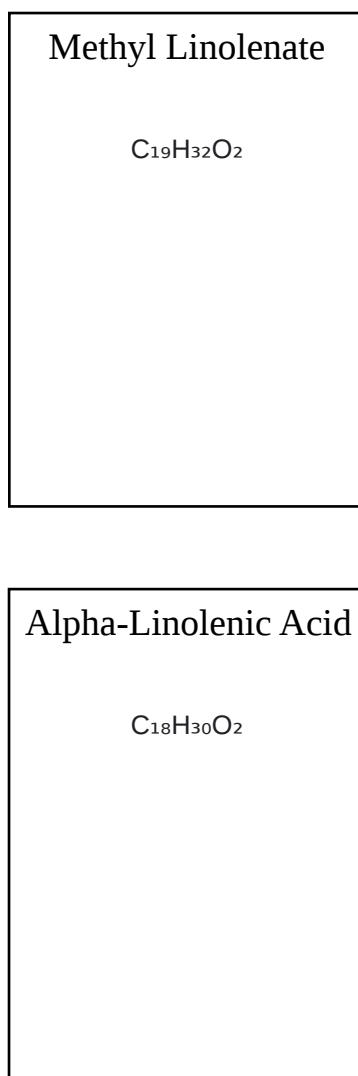 Methyl Linolenate
C₁₉H₃₂O₂
Alpha-Linolenic Acid
C₁₈H₃₀O₂